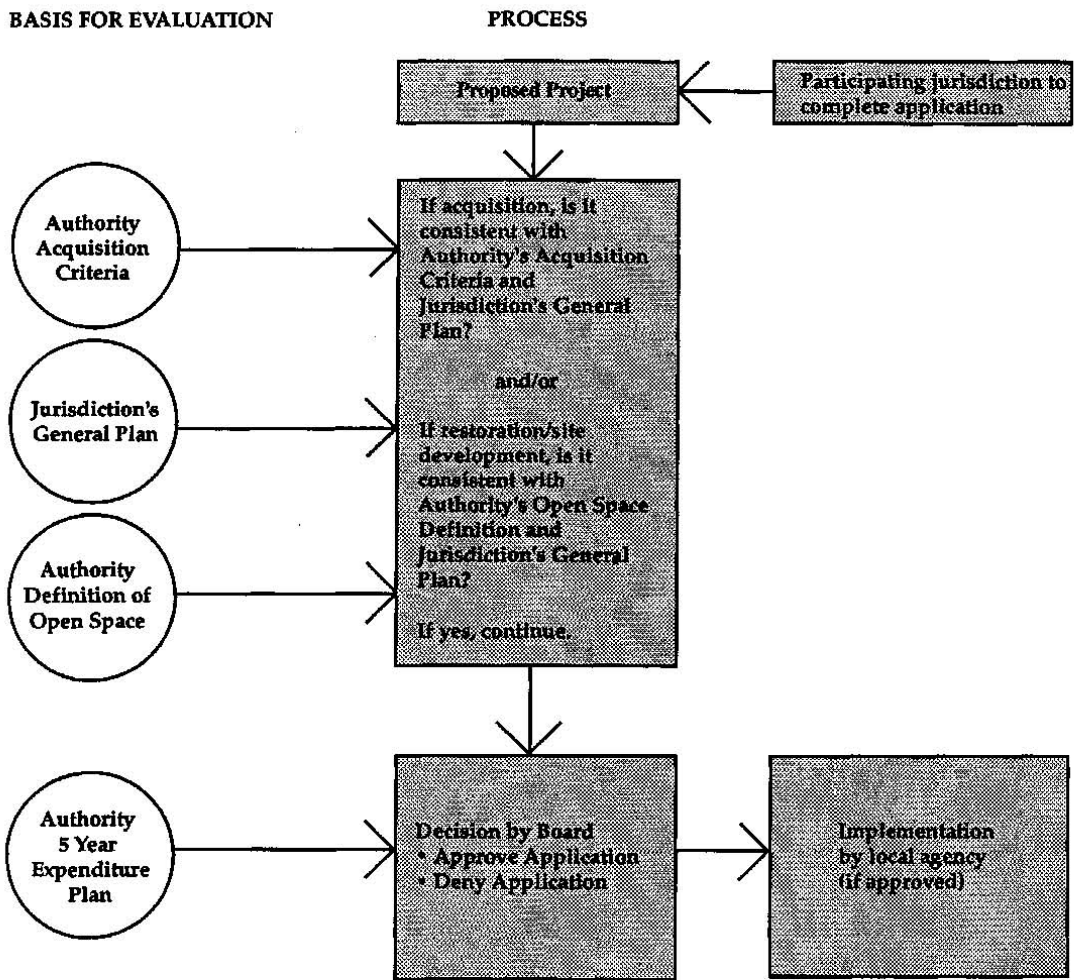 BASIS FOR EVALUATION
PROCESS
Proposed Project
Participating jurisdiction to
complete application
Authority
Acquisition
Criteria
If acquisition, is it
consistent with
Authority's Acquisition
Criteria and
Jurisdiction's General
Plan?
and/or
Jurisdiction's
General Plan
If restoration/site
development, is it
consistent with
Authority's Open Space
Definition and
Jurisdiction's General
Plan?
Authority
Definition of
Open Space
If yes, continue.
Authority
5 Year
Expenditure
Plan
Decision by Board
• Approve Application
• Deny Application
Implementation
by local agency
(if approved)